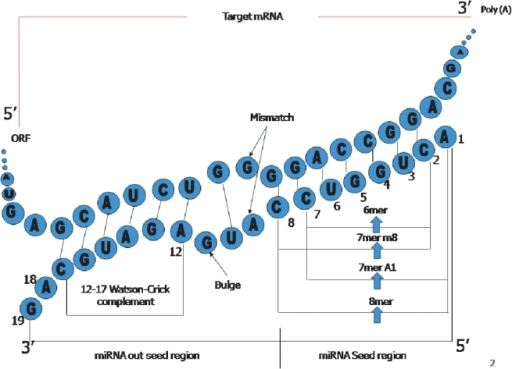 3'
Target mRNA
Poly (A)
5'
ORF
Mismatch
A U G A G C A U C U G G G G A C C G G A C G A
G A C G U A G A G U A C C U G G U C A
19
18
12
8
7
6
5
4
3
2
1
Bulge
12-17 Watson-Crick
complement
6mer
7mer m8
7mer A1
8mer
3'
5'
miRNA out seed region
miRNA Seed region
2